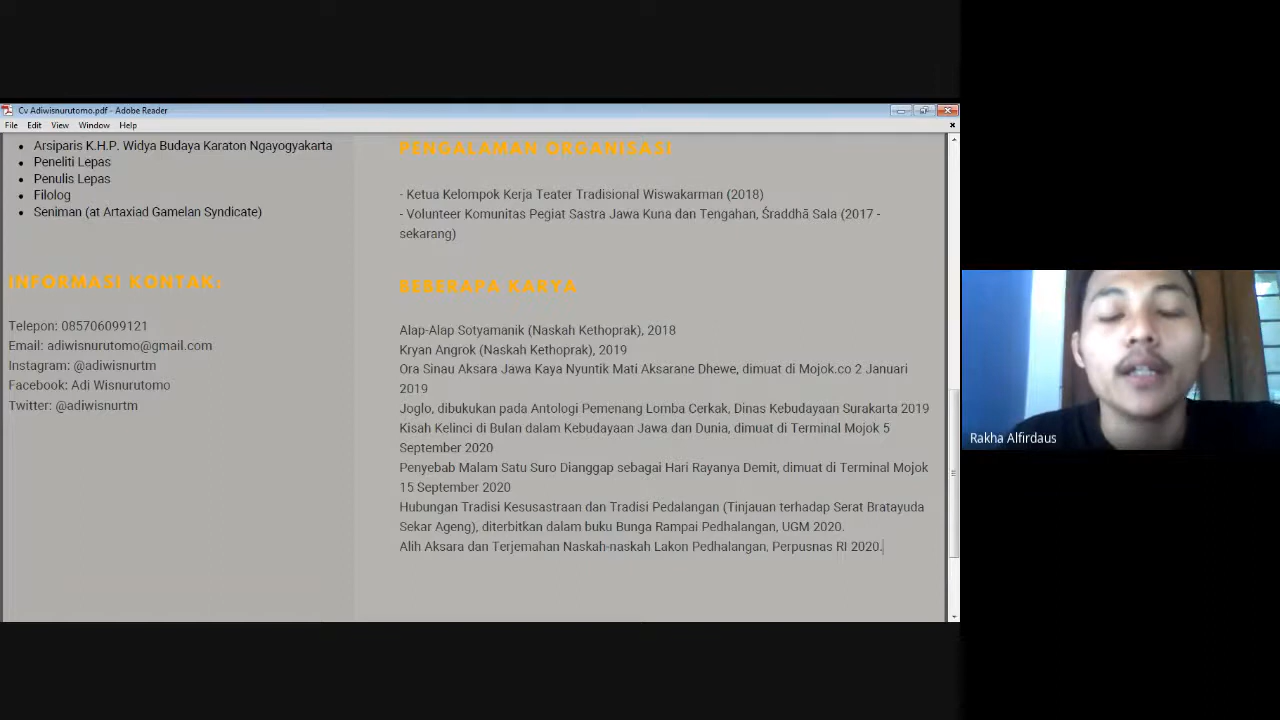 Cv Adiwisnurutomo.pdf - Adobe Reader
File Edit View Window Help
Arsiparis K.H.P. Widya Budaya Karaton Ngayogyakarta
Peneliti Lepas
Penulis Lepas
Filolog
Seniman (at Artaxiad Gamelan Syndicate)
INFORMASI KONTAK:
Telepon: 085706099121
Email: adiwisnurutomo@gmail.com
Instagram: @adiwisnurtm
Facebook: Adi Wisnurutomo
Twitter: @adiwisnurtm
PENGALAMAN ORGANISASI
- Ketua Kelompok Kerja Teater Tradisional Wiswakarman (2018)
- Volunteer Komunitas Pegiat Sastra Jawa Kuna dan Tengahan, Śraddhā Sala (2017 -
sekarang)
BEBERAPA KARYA
Alap-Alap Sotyamanik (Naskah Kethoprak), 2018
Kryan Angrok (Naskah Kethoprak), 2019
Ora Sinau Aksara Jawa Kaya Nyuntik Mati Aksarane Dhewe, dimuat di Mojok.co 2 Januari
2019
Joglo, dibukukan pada Antologi Pemenang Lomba Cerkak, Dinas Kebudayaan Surakarta 2019
Kisah Kelinci di Bulan dalam Kebudayaan Jawa dan Dunia, dimuat di Terminal Mojok 5
September 2020
Penyebab Malam Satu Suro Dianggap sebagai Hari Rayanya Demit, dimuat di Terminal Mojok
15 September 2020
Hubungan Tradisi Kesusastraan dan Tradisi Pedalangan (Tinjauan terhadap Serat Bratayuda
Sekar Ageng), diterbitkan dalam buku Bunga Rampai Pedhalangan, UGM 2020.
Alih Aksara dan Terjemahan Naskah-naskah Lakon Pedhalangan, Perpusnas RI 2020.
Rakha Alfirdaus